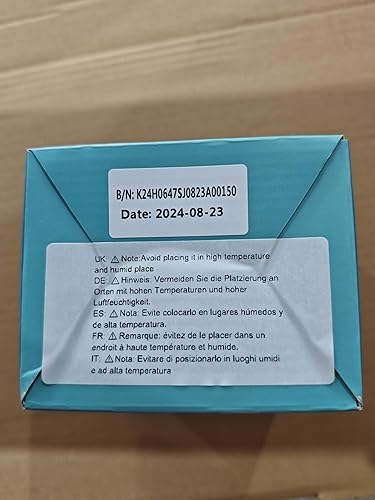 B/N: K24H0647SJ0823A00150
Date: 2024-08-23
UK: ⚠Note:Avoid placing it in high temperature
and humid place
DE: ⚠Hinweis: Vermeiden Sie die Platzierung an
Orten mit hohen Temperaturen und hoher
Luftfeuchtigkeit.
ES: ⚠Nota: Evite colocarlo en lugares húmedos y
de alta temperatura.
FR: ⚠Remarque: évitez de le placer dans un
endroit à haute température et humide.
IT: ⚠Nota: Evitare di posizionarlo in luoghi umidi
e ad alta temperatura